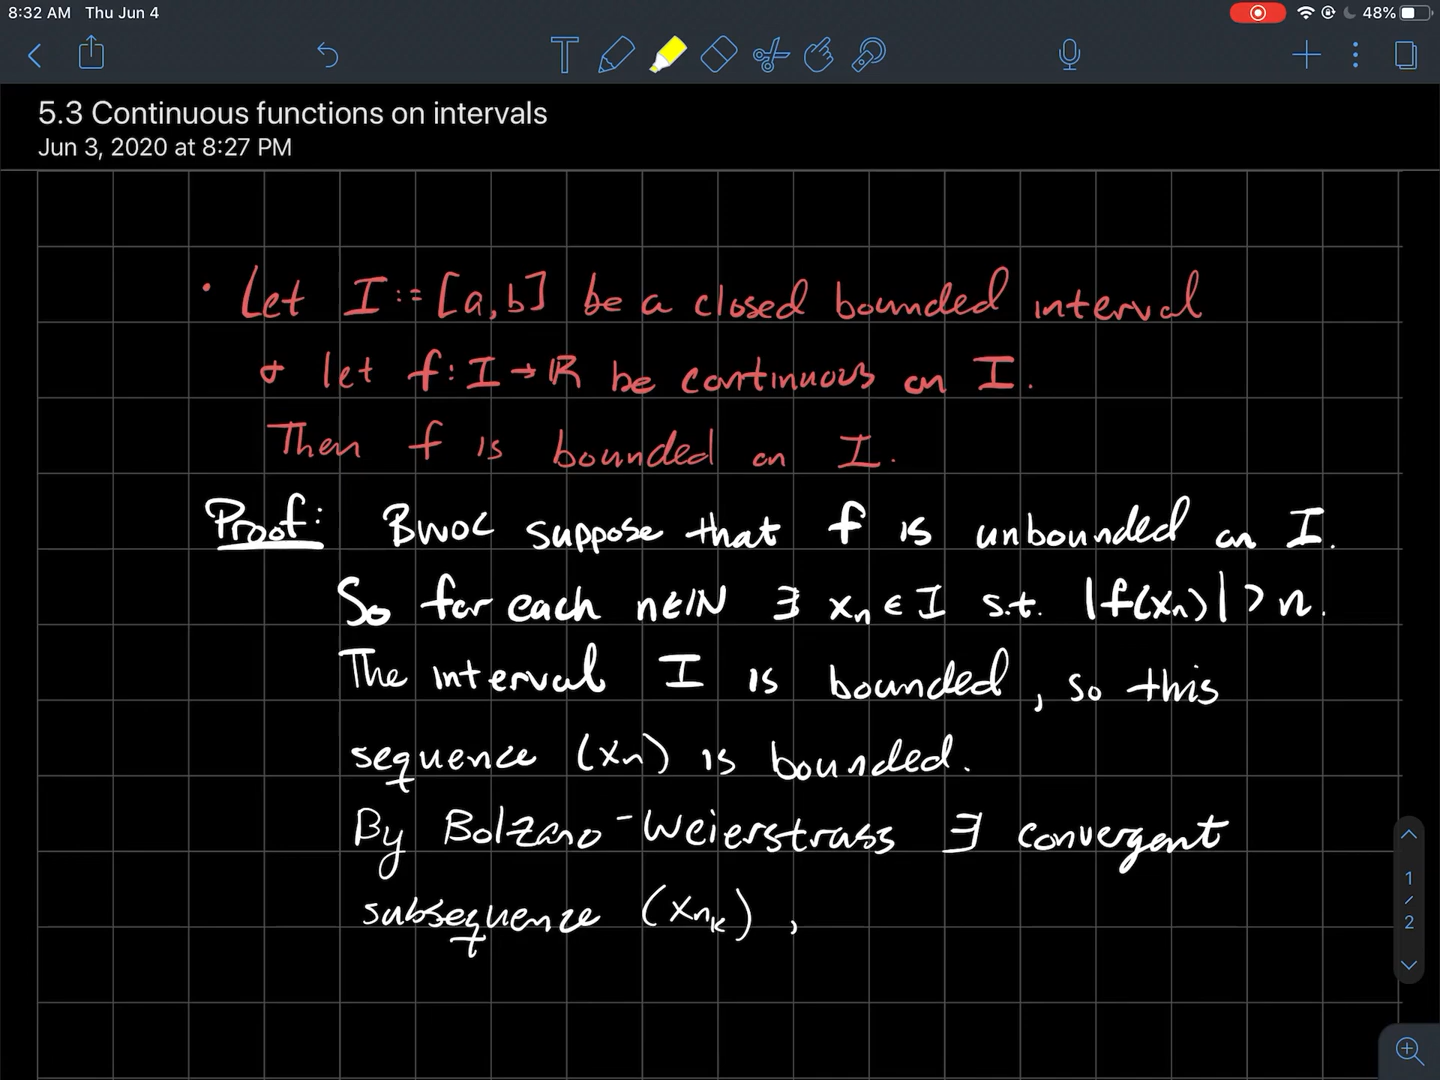 8:32 AM Thu Jun 4
48%
5.3 Continuous functions on intervals
Jun 3, 2020 at 8:27 PM
• Let I := [a,b] be a closed bounded interval
& let f: I → ℝ be continuous on I.
Then f is bounded on I.
Proof: BWOC suppose that f is unbounded on I.
So for each n∈ℕ ∃ xₙ ∈ I s.t. |f(xₙ)| > n.
The interval I is bounded, so this
sequence (xₙ) is bounded.
By Bolzano-Weierstrass ∃ convergent
subsequence (xₙₖ),
1
/
2